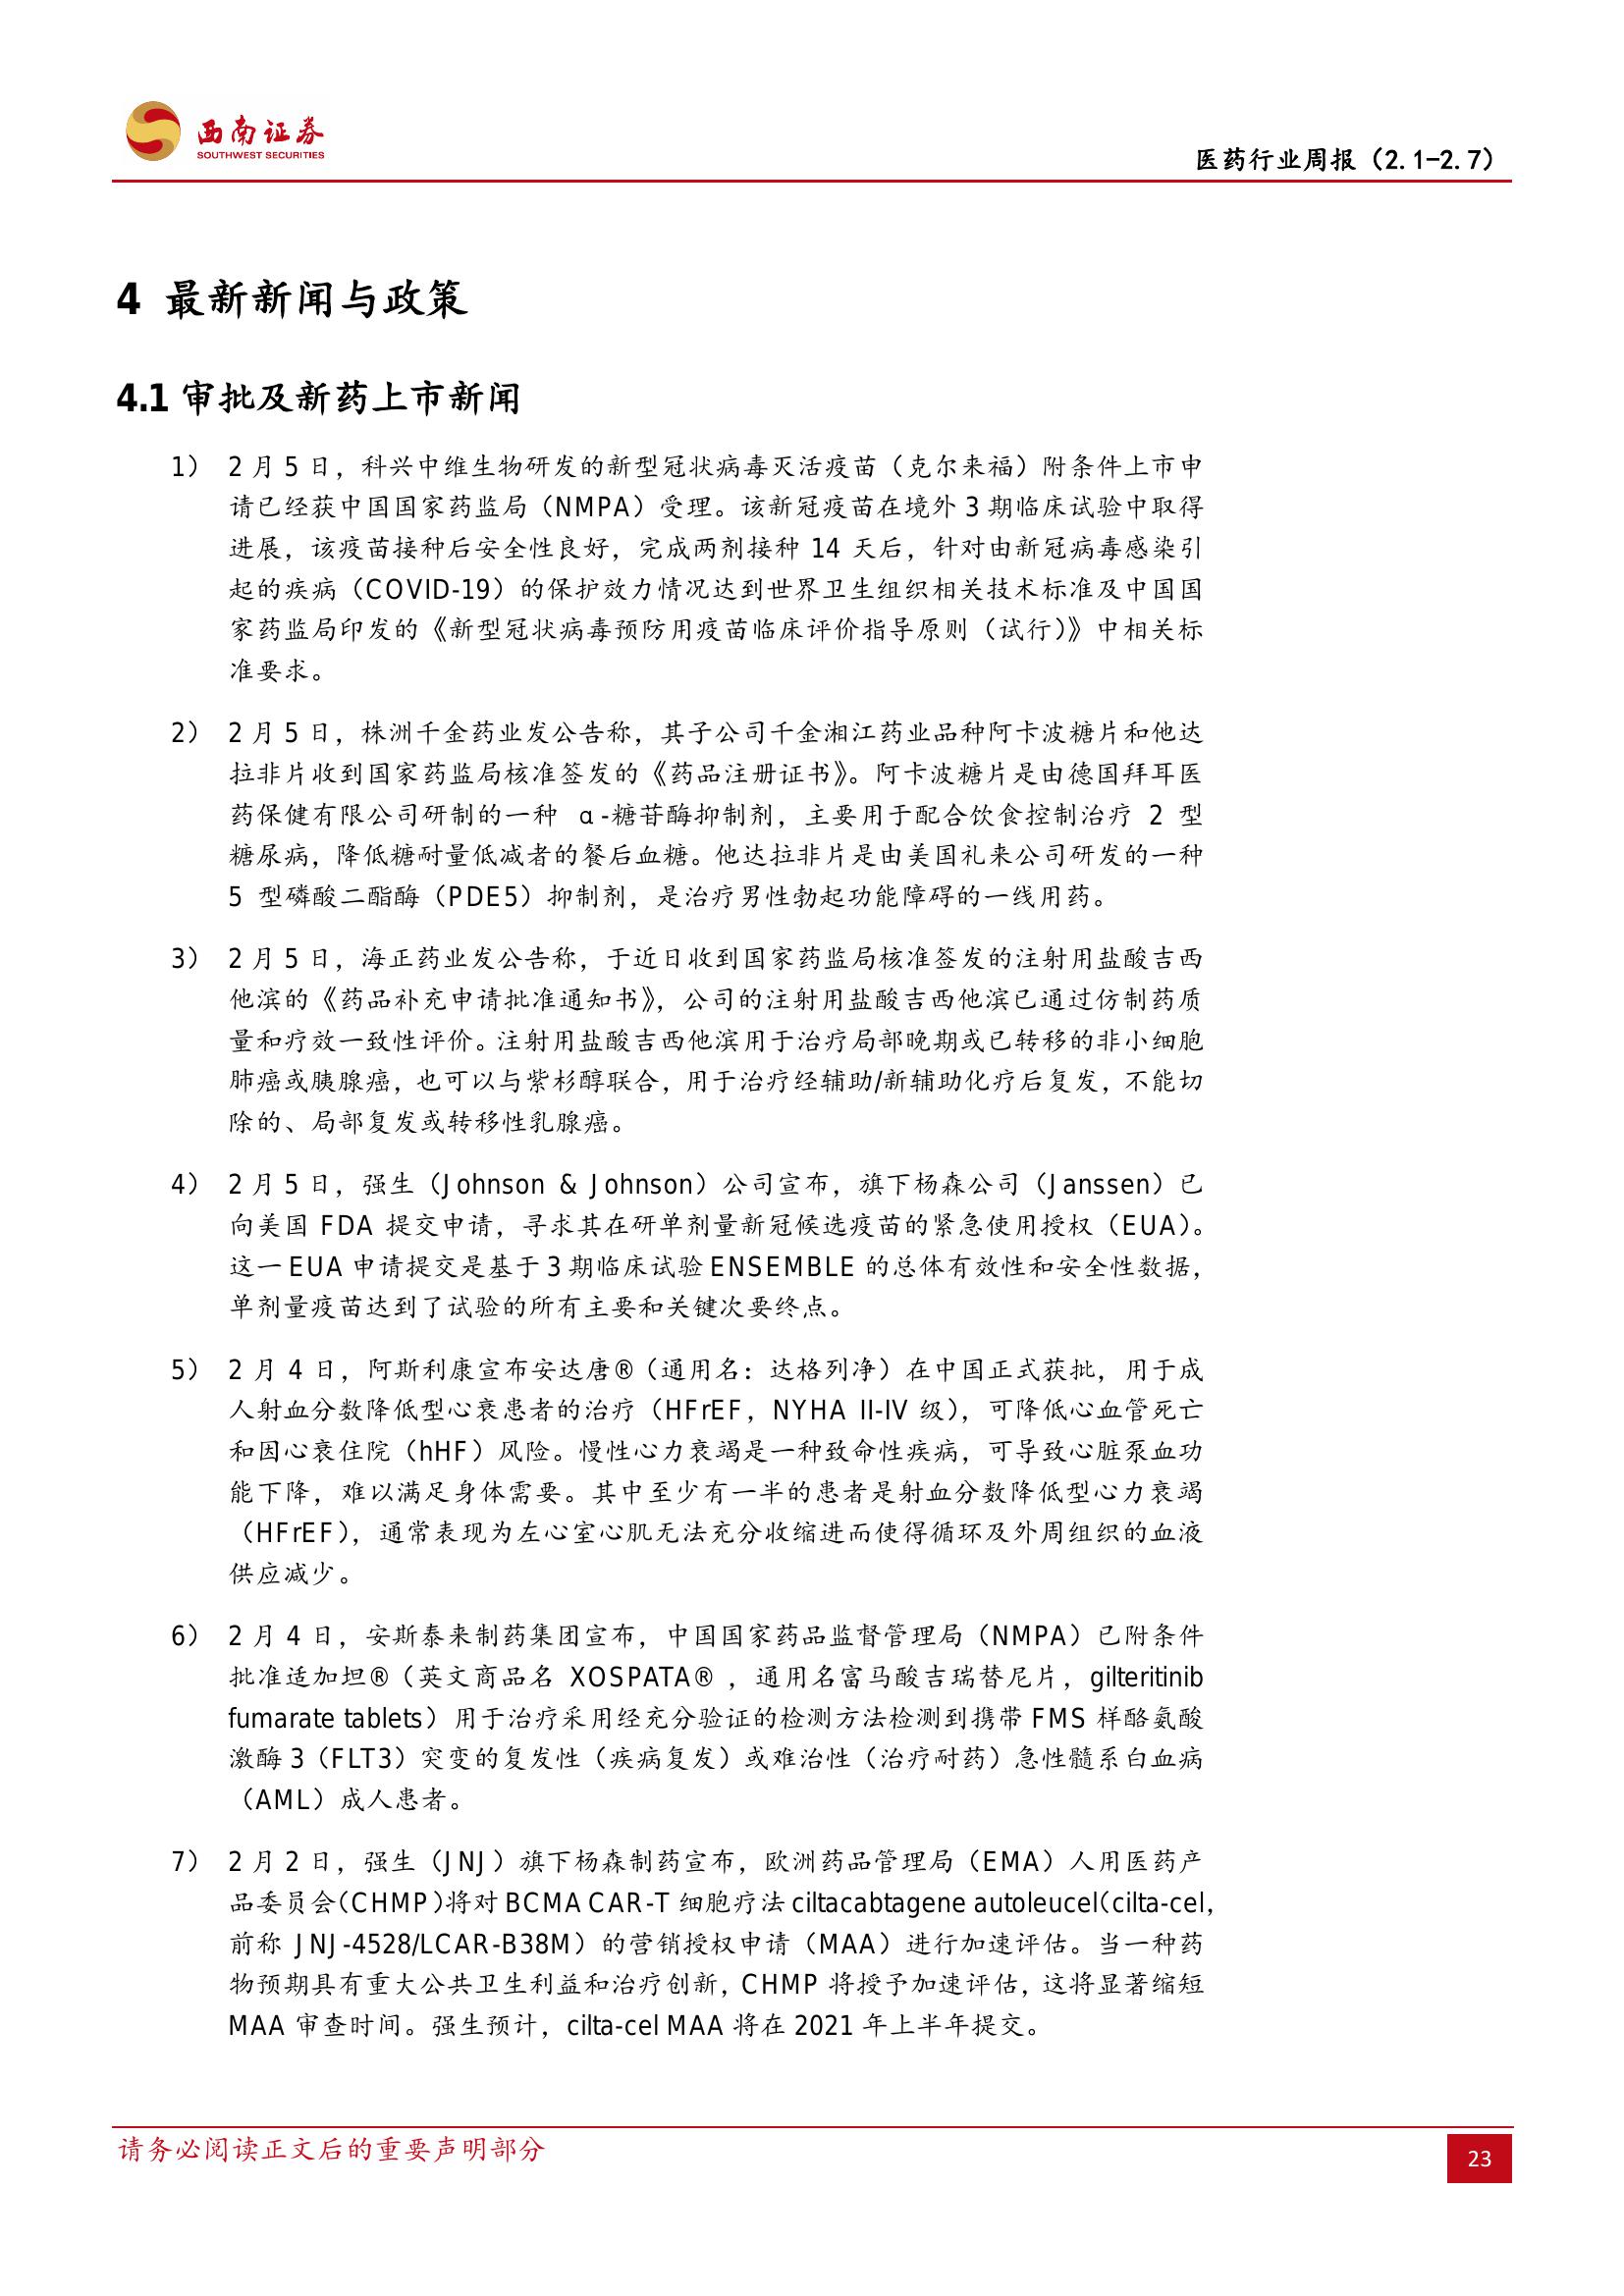 西南证券
SOUTHWEST SECURITIES
医药行业周报（2.1-2.7）
4 最新新闻与政策
4.1 审批及新药上市新闻
1） 2 月 5 日，科兴中维生物研发的新型冠状病毒灭活疫苗（克尔来福）附条件上市申
请已经获中国国家药监局（NMPA）受理。该新冠疫苗在境外 3 期临床试验中取得
进展，该疫苗接种后安全性良好，完成两剂接种 14 天后，针对由新冠病毒感染引
起的疾病（COVID-19）的保护效力情况达到世界卫生组织相关技术标准及中国国
家药监局印发的《新型冠状病毒预防用疫苗临床评价指导原则（试行）》中相关标
准要求。
2） 2 月 5 日，株洲千金药业发公告称，其子公司千金湘江药业品种阿卡波糖片和他达
拉非片收到国家药监局核准签发的《药品注册证书》。阿卡波糖片是由德国拜耳医
药保健有限公司研制的一种 α-糖苷酶抑制剂，主要用于配合饮食控制治疗 2 型
糖尿病，降低糖耐量低减者的餐后血糖。他达拉非片是由美国礼来公司研发的一种
5 型磷酸二酯酶（PDE5）抑制剂，是治疗男性勃起功能障碍的一线用药。
3） 2 月 5 日，海正药业发公告称，于近日收到国家药监局核准签发的注射用盐酸吉西
他滨的《药品补充申请批准通知书》，公司的注射用盐酸吉西他滨已通过仿制药质
量和疗效一致性评价。注射用盐酸吉西他滨用于治疗局部晚期或已转移的非小细胞
肺癌或胰腺癌，也可以与紫杉醇联合，用于治疗经辅助/新辅助化疗后复发，不能切
除的、局部复发或转移性乳腺癌。
4） 2 月 5 日，强生（Johnson & Johnson）公司宣布，旗下杨森公司（Janssen）已
向美国 FDA 提交申请，寻求其在研单剂量新冠候选疫苗的紧急使用授权（EUA）。
这一 EUA 申请提交是基于 3 期临床试验 ENSEMBLE 的总体有效性和安全性数据，
单剂量疫苗达到了试验的所有主要和关键次要终点。
5） 2 月 4 日，阿斯利康宣布安达唐®（通用名：达格列净）在中国正式获批，用于成
人射血分数降低型心衰患者的治疗（HFrEF，NYHA II-IV 级），可降低心血管死亡
和因心衰住院（hHF）风险。慢性心力衰竭是一种致命性疾病，可导致心脏泵血功
能下降，难以满足身体需要。其中至少有一半的患者是射血分数降低型心力衰竭
（HFrEF），通常表现为左心室心肌无法充分收缩进而使得循环及外周组织的血液
供应减少。
6） 2 月 4 日，安斯泰来制药集团宣布，中国国家药品监督管理局（NMPA）已附条件
批准适加坦®（英文商品名 XOSPATA® ，通用名富马酸吉瑞替尼片，gilteritinib
fumarate tablets）用于治疗采用经充分验证的检测方法检测到携带 FMS 样酪氨酸
激酶 3（FLT3）突变的复发性（疾病复发）或难治性（治疗耐药）急性髓系白血病
（AML）成人患者。
7） 2 月 2 日，强生（JNJ）旗下杨森制药宣布，欧洲药品管理局（EMA）人用医药产
品委员会（CHMP）将对 BCMA CAR-T 细胞疗法 ciltacabtagene autoleucel（cilta-cel，
前称 JNJ-4528/LCAR-B38M）的营销授权申请（MAA）进行加速评估。当一种药
物预期具有重大公共卫生利益和治疗创新，CHMP 将授予加速评估，这将显著缩短
MAA 审查时间。强生预计，cilta-cel MAA 将在 2021 年上半年提交。
请务必阅读正文后的重要声明部分
23